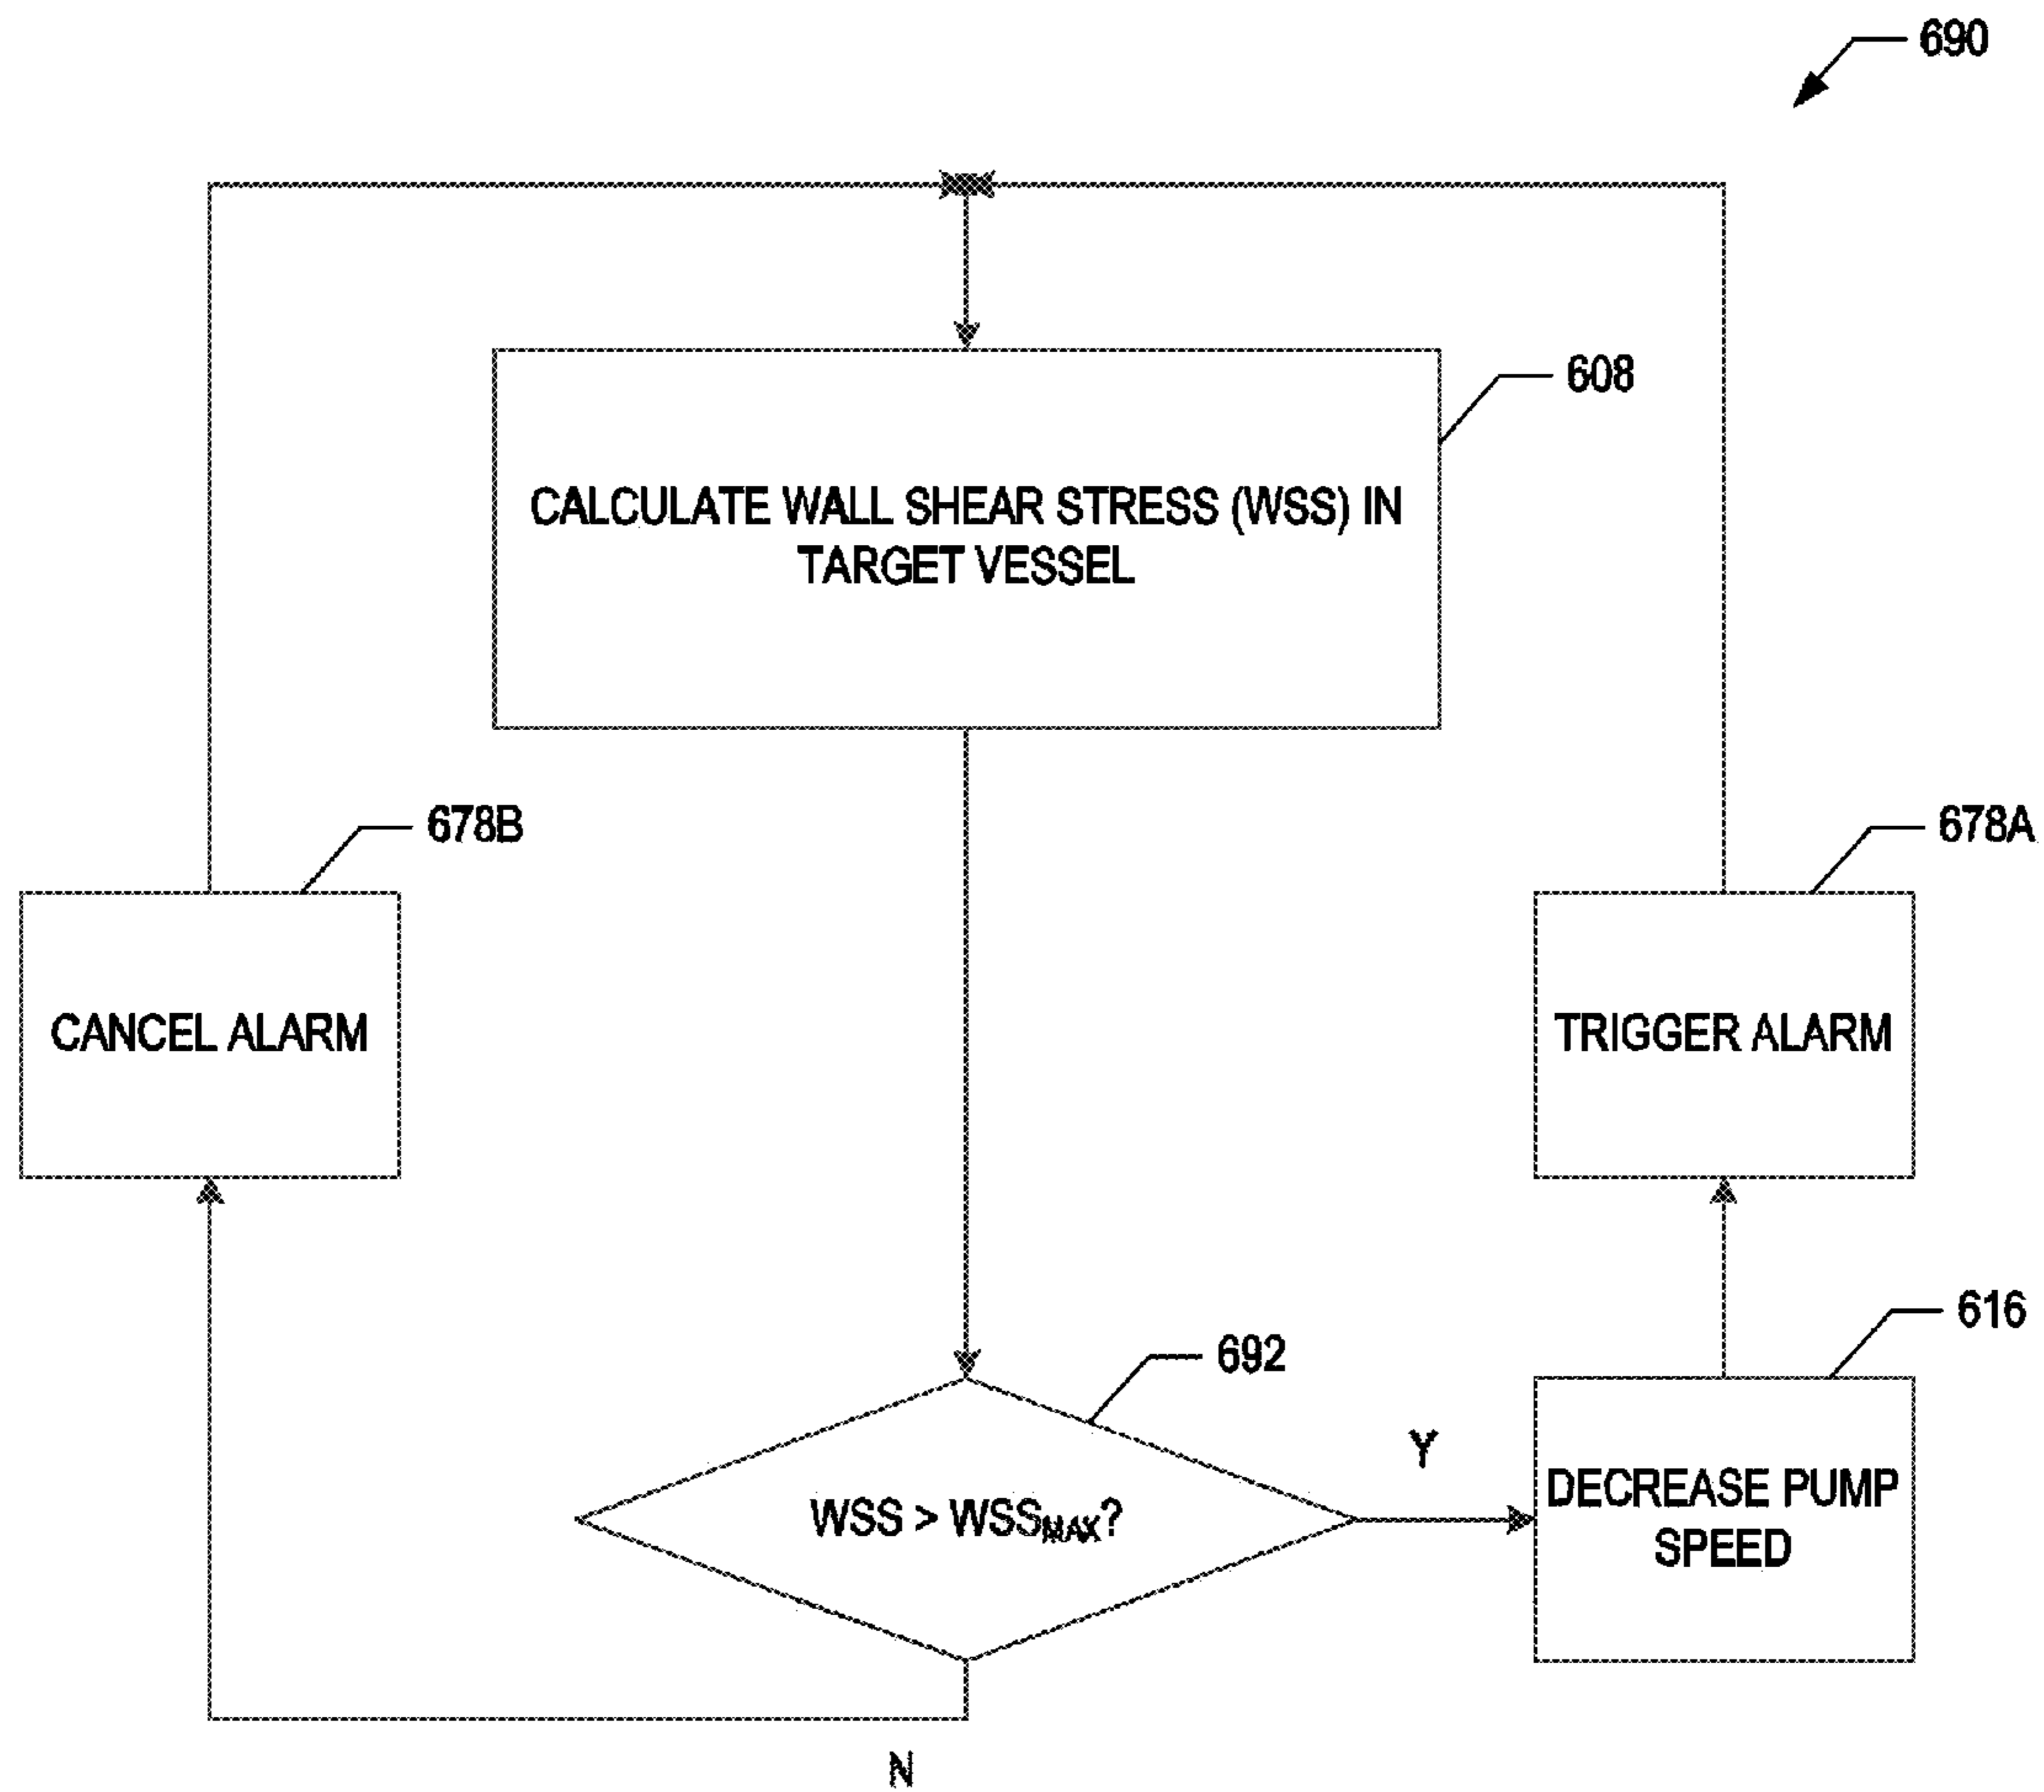 690
608
CALCULATE WALL SHEAR STRESS (WSS) IN
TARGET VESSEL
678B
678A
CANCEL ALARM
TRIGGER ALARM
616
692
Y
DECREASE PUMP
SPEED
WSS > WSSMAX?
N